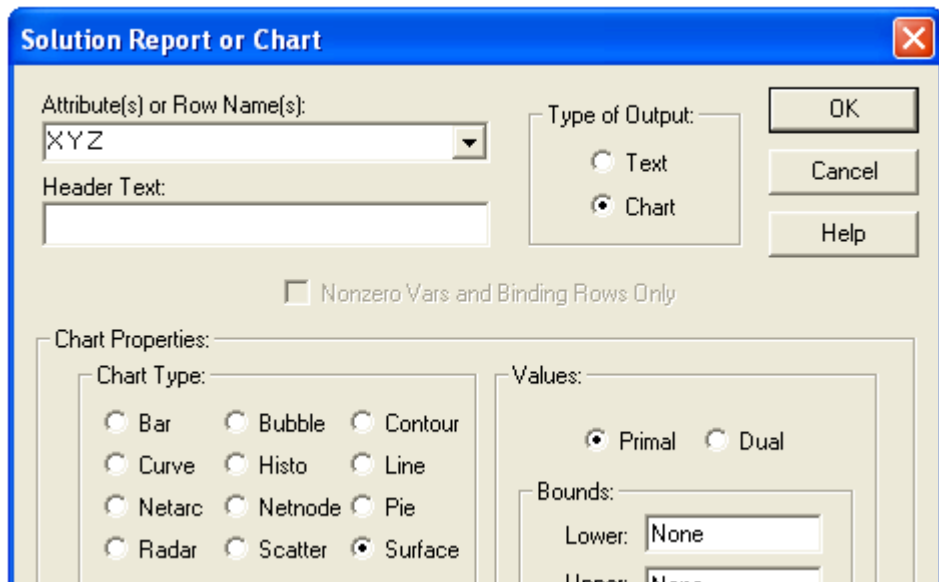 Solution Report or Chart
Attribute(s) or Row Name(s):
XYZ
Header Text:
Type of Output:
Text
Chart
OK
Cancel
Help
Nonzero Vars and Binding Rows Only
Chart Properties:
Chart Type:
Bar Bubble Contour
Curve Histo Line
Netarc Netnode Pie
Radar Scatter Surface
Values:
Primal Dual
Bounds:
Lower: None
Upper: None